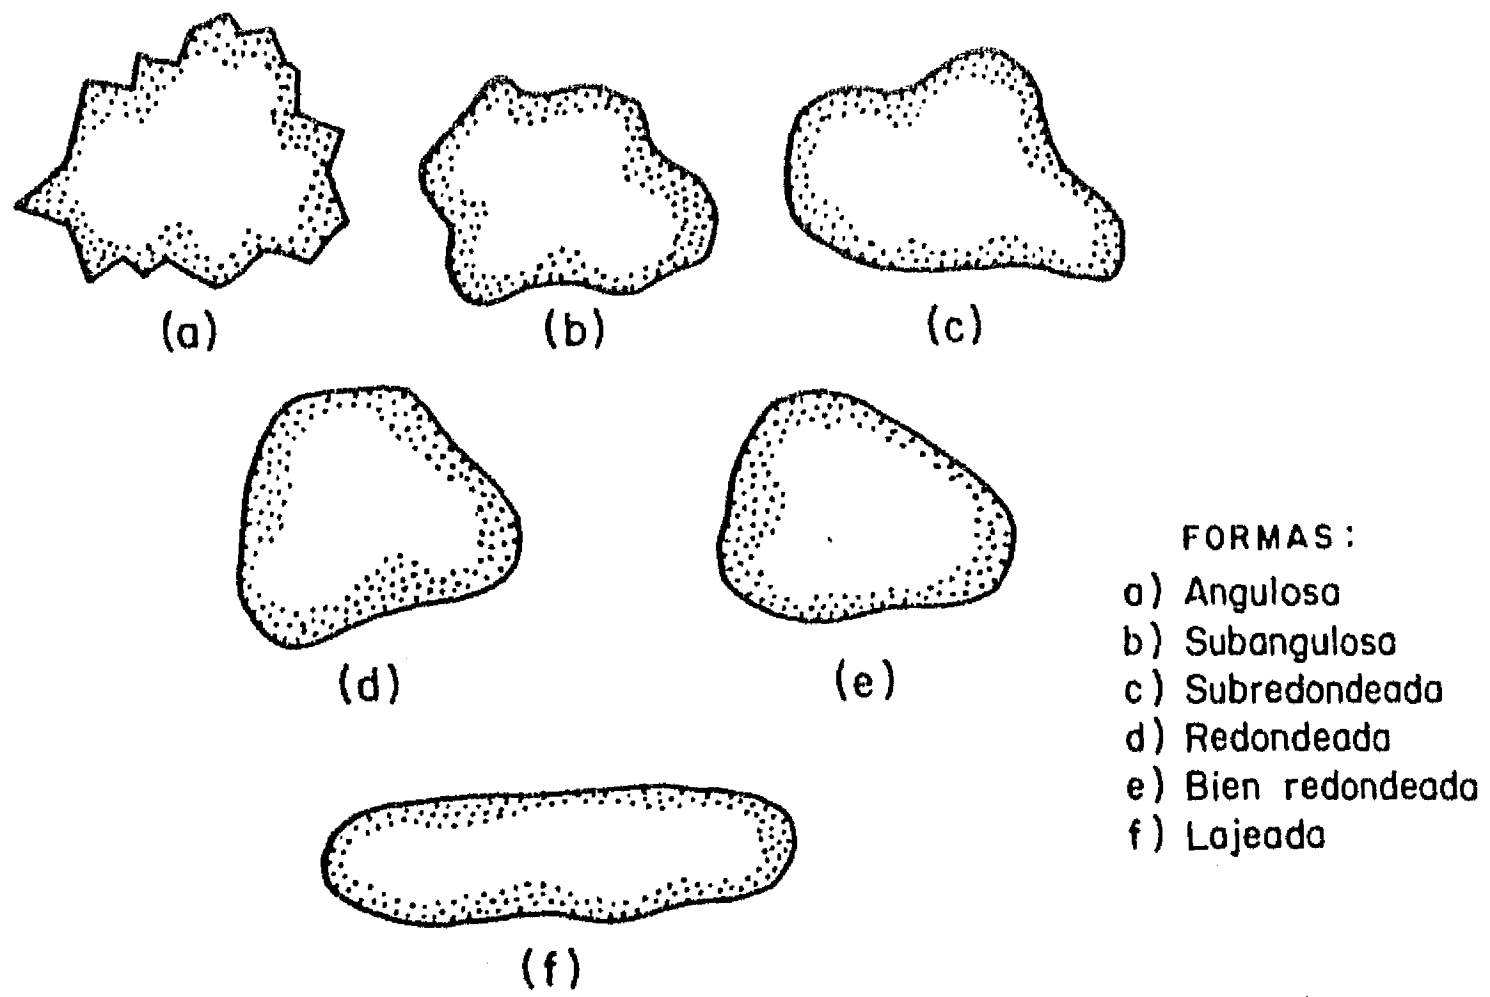 (a)
(b)
(c)
(d)
(e)
FORMAS:
a) Angulosa
b) Subangulosa
c) Subredondeada
d) Redondeada
e) Bien redondeada
f) Lajeada
(f)